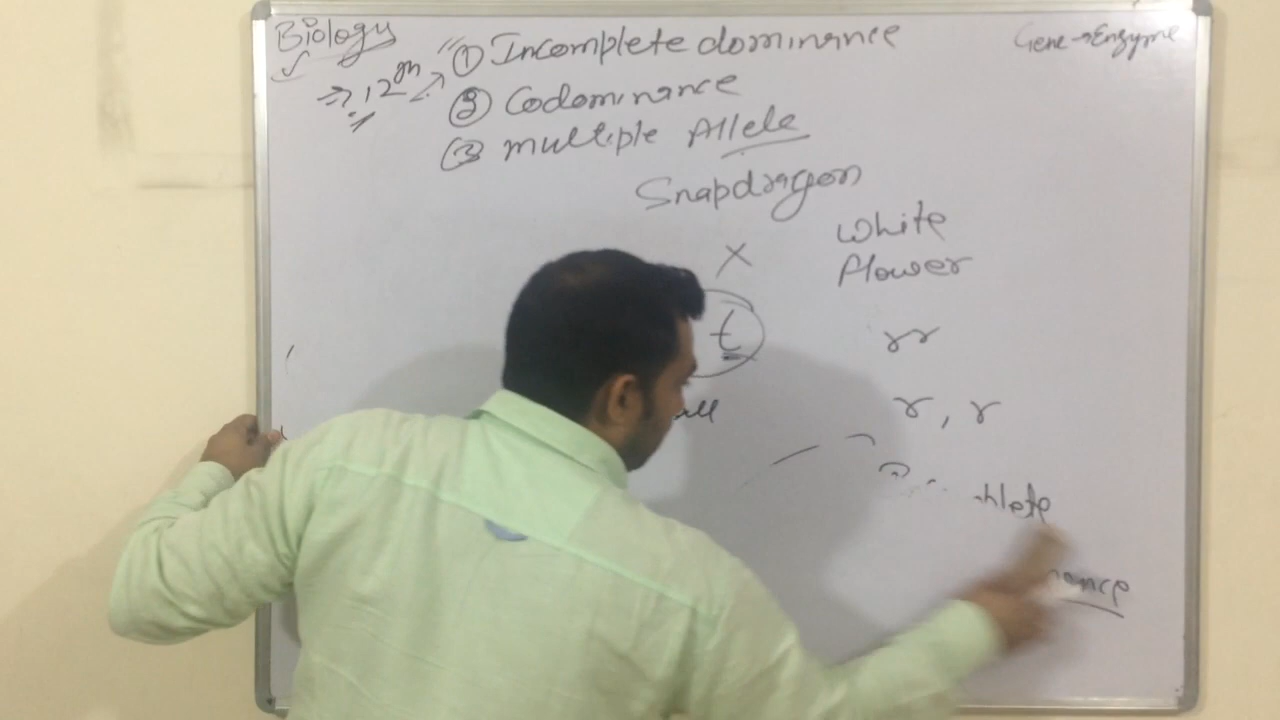 Biology
12th
① Incomplete dominance
② Codominance
③ multiple Allele
Gene → Enzyme
Snapdragon
X
White
flower
t
rr
r, r